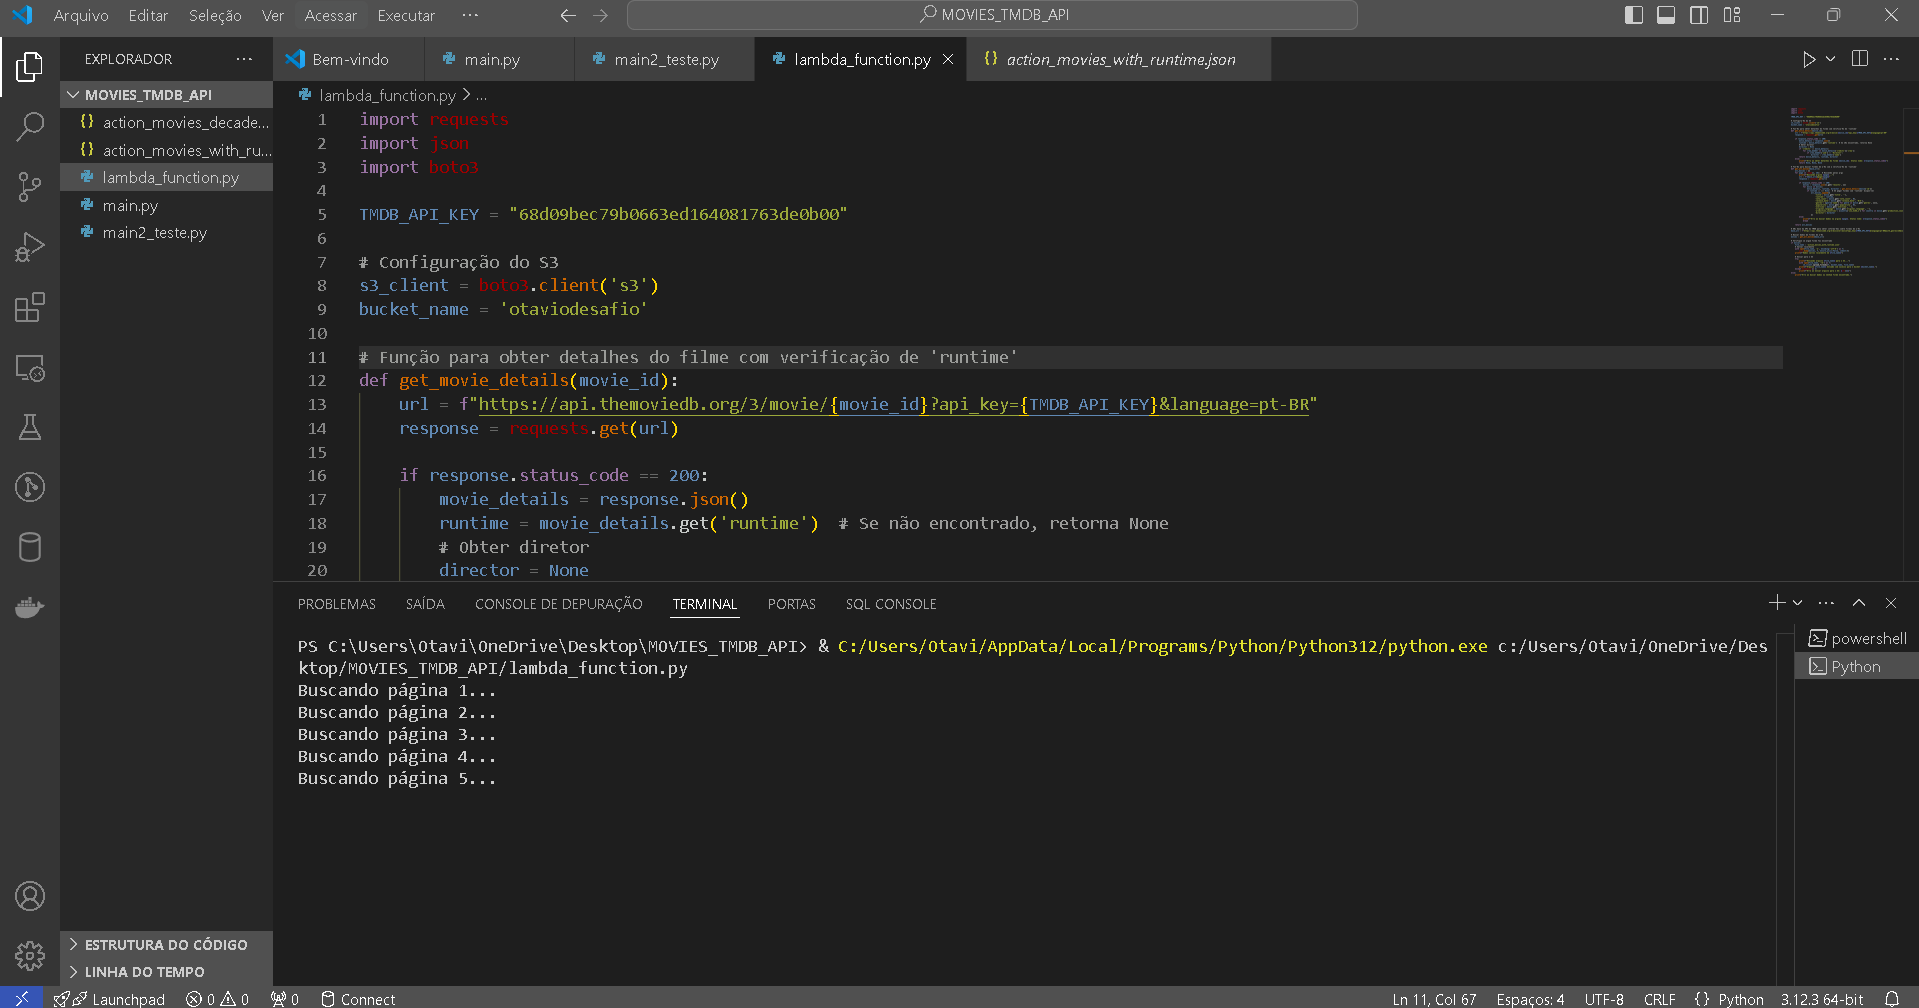 Arquivo Editar Seleção Ver Acessar Executar ··· MOVIES_TMDB_API
EXPLORADOR ···
Bem-vindo main.py main2_teste.py lambda_function.py action_movies_with_runtime.json
MOVIES_TMDB_API
action_movies_decade...
action_movies_with_ru...
lambda_function.py
main.py
main2_teste.py
ESTRUTURA DO CÓDIGO
LINHA DO TEMPO
lambda_function.py > ...
1 import requests
2 import json
3 import boto3
4
5 TMDB_API_KEY = "68d09bec79b0663ed164081763de0b00"
6
7 # Configuração do S3
8 s3_client = boto3.client('s3')
9 bucket_name = 'otaviodesafio'
10
11 # Função para obter detalhes do filme com verificação de 'runtime'
12 def get_movie_details(movie_id):
13 url = f"https://api.themoviedb.org/3/movie/{movie_id}?api_key={TMDB_API_KEY}&language=pt-BR"
14 response = requests.get(url)
15
16 if response.status_code == 200:
17 movie_details = response.json()
18 runtime = movie_details.get('runtime') # Se não encontrado, retorna None
19 # Obter diretor
20 director = None
PROBLEMAS SAÍDA CONSOLE DE DEPURAÇÃO TERMINAL PORTAS SQL CONSOLE
PS C:\Users\Otavi\OneDrive\Desktop\MOVIES_TMDB_API> & C:/Users/Otavi/AppData/Local/Programs/Python/Python312/python.exe c:/Users/Otavi/OneDrive/Des
ktop/MOVIES_TMDB_API/lambda_function.py
Buscando página 1...
Buscando página 2...
Buscando página 3...
Buscando página 4...
Buscando página 5...
powershell
Python
Launchpad 0 0 0 Connect Ln 11, Col 67 Espaços: 4 UTF-8 CRLF {} Python 3.12.3 64-bit